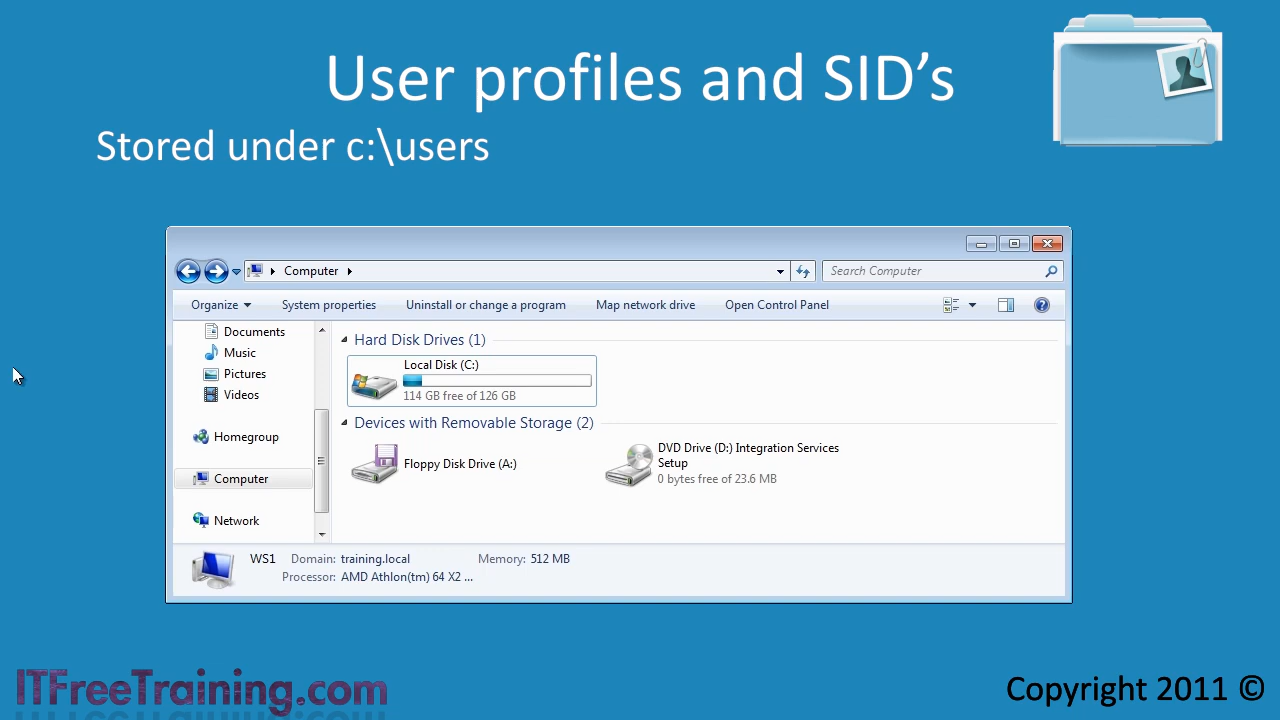 User profiles and SID's
Stored under c:\users
Computer
Search Computer
Organize System properties Uninstall or change a program Map network drive Open Control Panel
Documents
Music
Pictures
Videos
Homegroup
Computer
Network
Hard Disk Drives (1)
Local Disk (C:)
114 GB free of 126 GB
Devices with Removable Storage (2)
Floppy Disk Drive (A:)
DVD Drive (D:) Integration Services
Setup
0 bytes free of 23.6 MB
WS1 Domain: training.local Memory: 512 MB
Processor: AMD Athlon(tm) 64 X2 ...
ITFreeTraining.com
Copyright 2011 ©